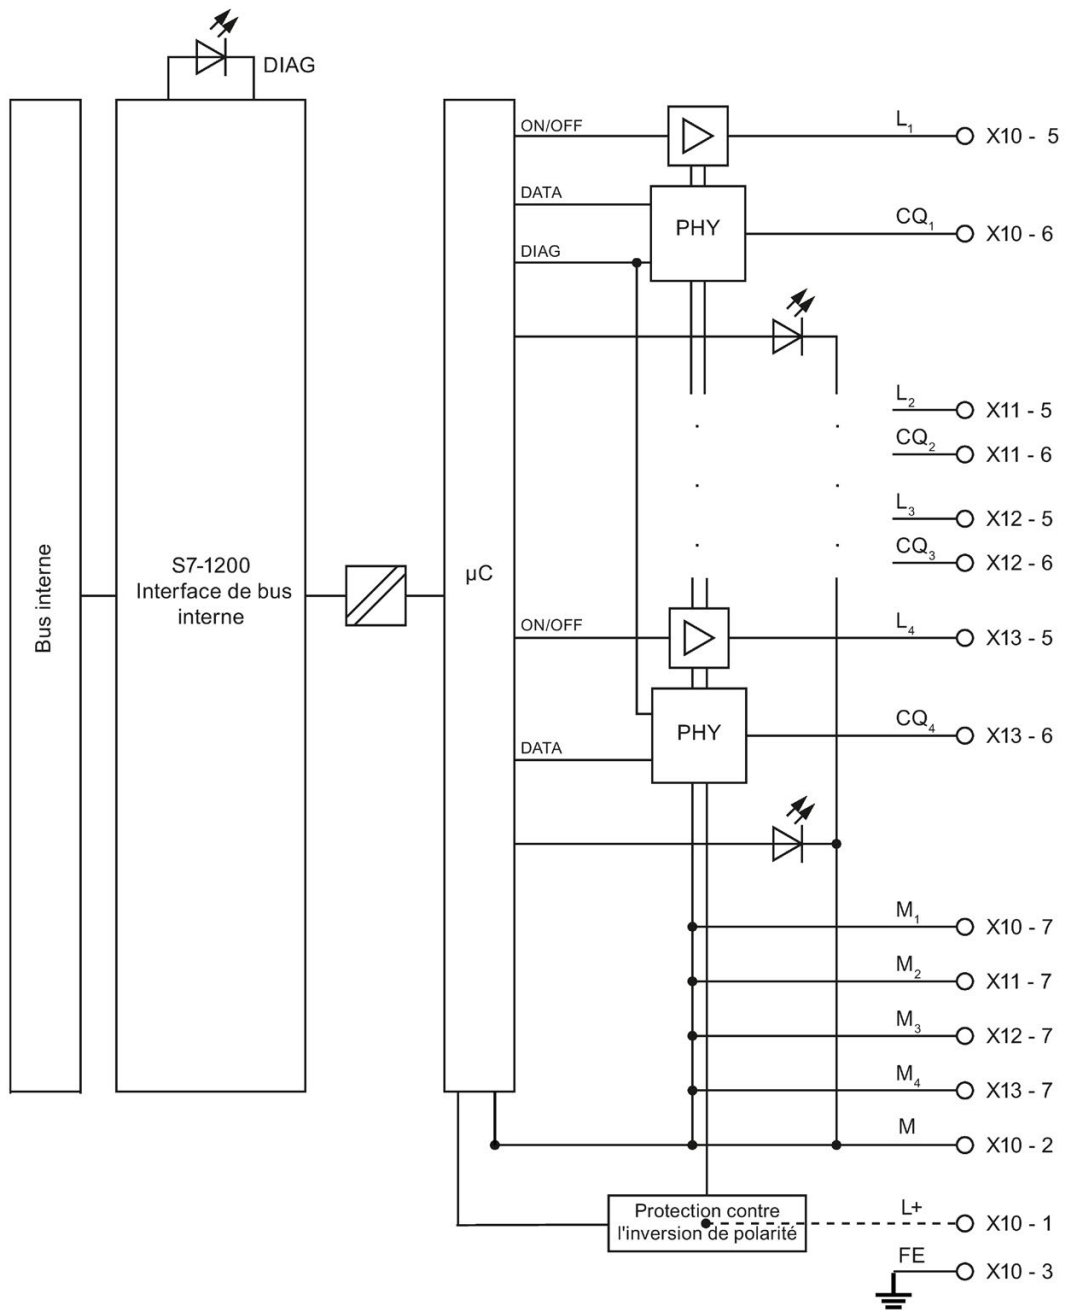 DIAG
Bus interne
S7-1200
Interface de bus
interne
µC
ON/OFF
DATA
DIAG
PHY
L1 X10 - 5
CQ1 X10 - 6
L2 X11 - 5
CQ2 X11 - 6
L3 X12 - 5
CQ3 X12 - 6
ON/OFF
L4 X13 - 5
PHY
CQ4 X13 - 6
DATA
M1 X10 - 7
M2 X11 - 7
M3 X12 - 7
M4 X13 - 7
M X10 - 2
Protection contre
l'inversion de polarité
L+ X10 - 1
FE X10 - 3